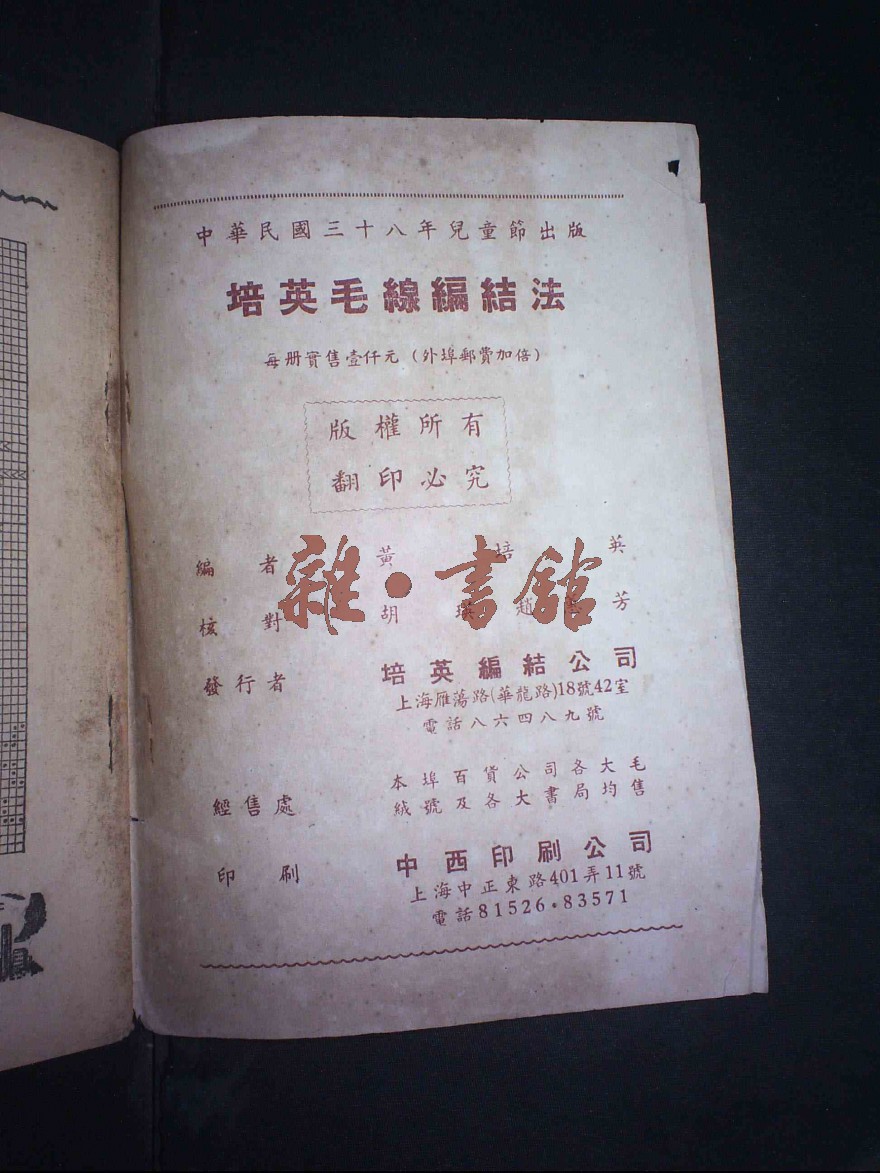 中華民國三十八年兒童節出版
培英毛線編結法
每册實售壹仟元（外埠郵費加倍）
版權所有
翻印必究
編者 黃培英
核對 胡 趙 芳
雜·書館
發行者 培英編結公司
上海雁蕩路(華龍路)18號42室
電話八六四八九號
經售處 本埠百貨公司各大毛
絨號及各大書局均售
印刷 中西印刷公司
上海中正東路401弄11號
電話81526·83571